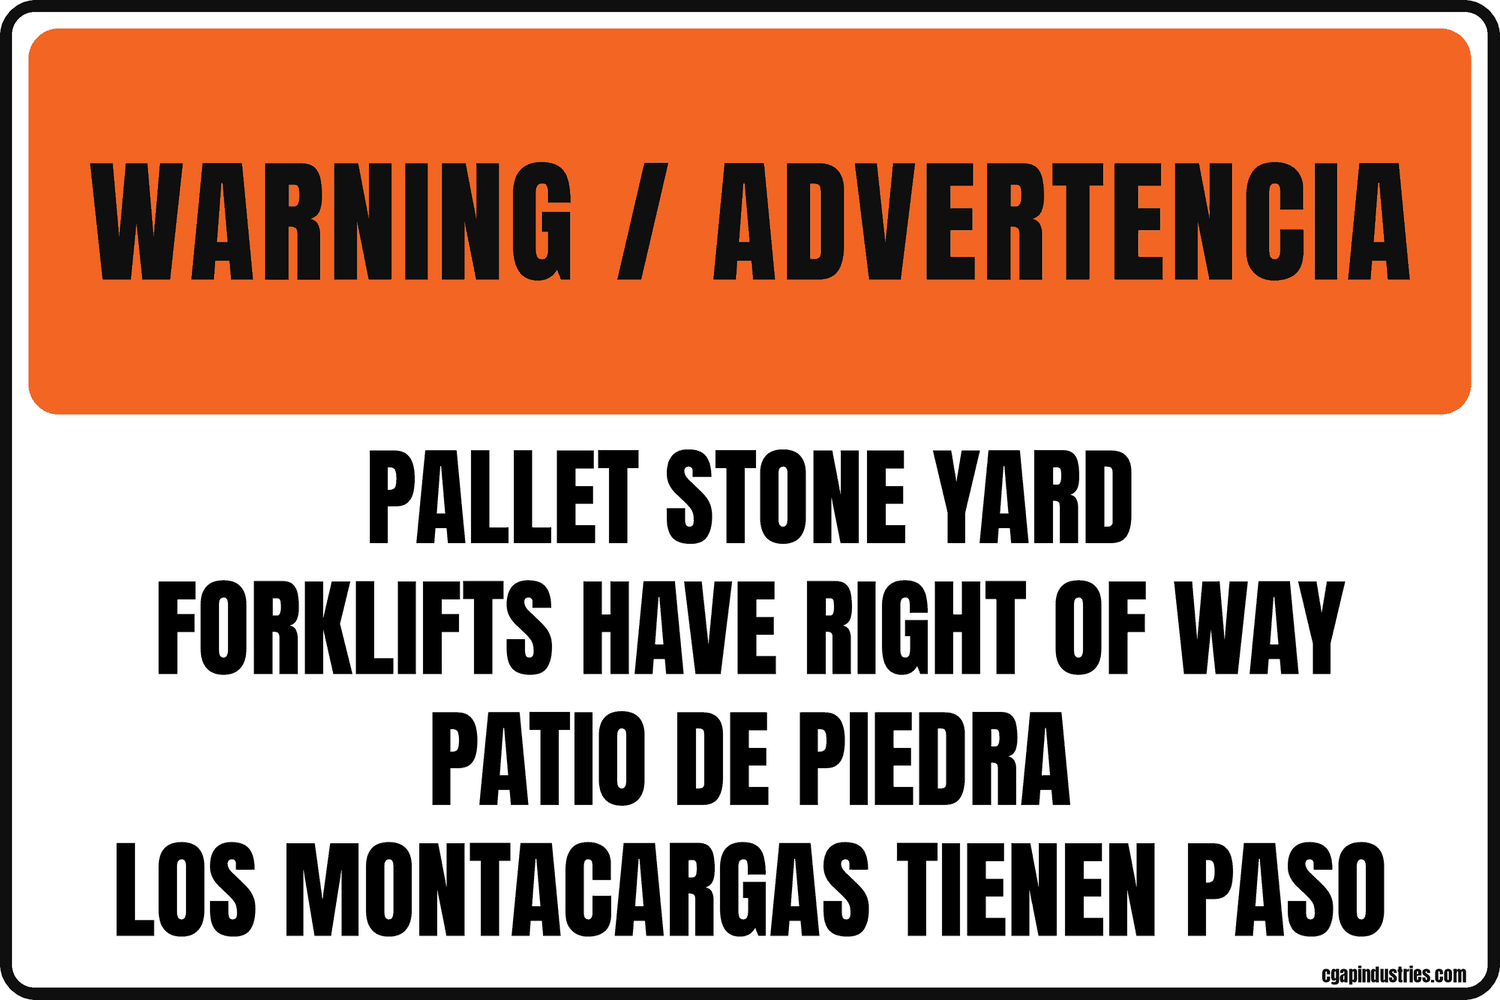 WARNING / ADVERTENCIA
PALLET STONE YARD
FORKLIFTS HAVE RIGHT OF WAY
PATIO DE PIEDRA
LOS MONTACARGAS TIENEN PASO
cgapindustries.com